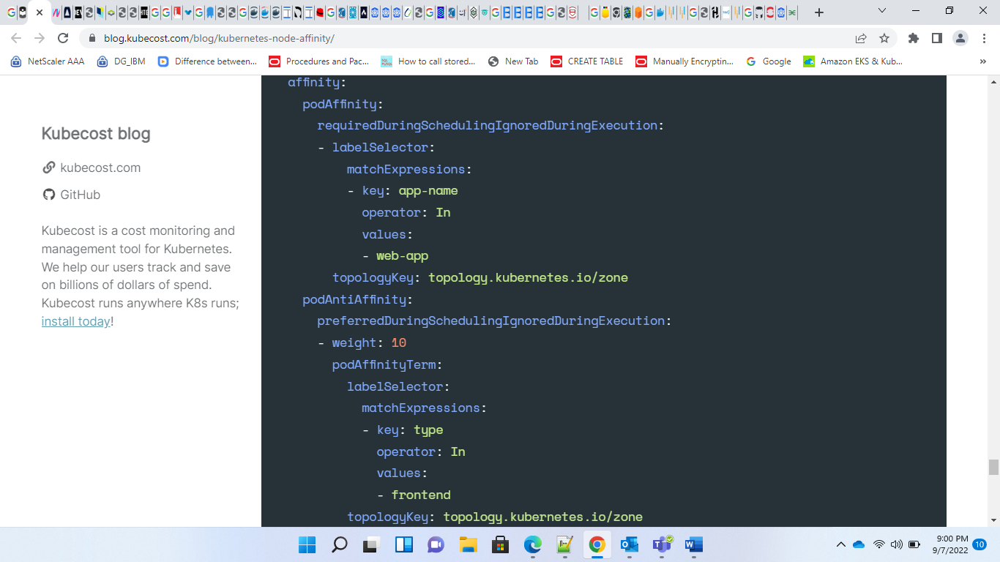 blog.kubecost.com/blog/kubernetes-node-affinity/
NetScaler AAA
DG_IBM
Difference between...
Procedures and Pac...
How to call stored...
New Tab
CREATE TABLE
Manually Encryptin...
Google
Amazon EKS & Kub...
»
Kubecost blog
kubecost.com
GitHub
Kubecost is a cost monitoring and
management tool for Kubernetes.
We help our users track and save
on billions of dollars of spend.
Kubecost runs anywhere K8s runs;
install today!
affinity:
podAffinity:
requiredDuringSchedulingIgnoredDuringExecution:
- labelSelector:
matchExpressions:
- key: app-name
operator: In
values:
- web-app
topologyKey: topology.kubernetes.io/zone
podAntiAffinity:
preferredDuringSchedulingIgnoredDuringExecution:
- weight: 10
podAffinityTerm:
labelSelector:
matchExpressions:
- key: type
operator: In
values:
- frontend
topologyKey: topology.kubernetes.io/zone
9:00 PM
9/7/2022
10